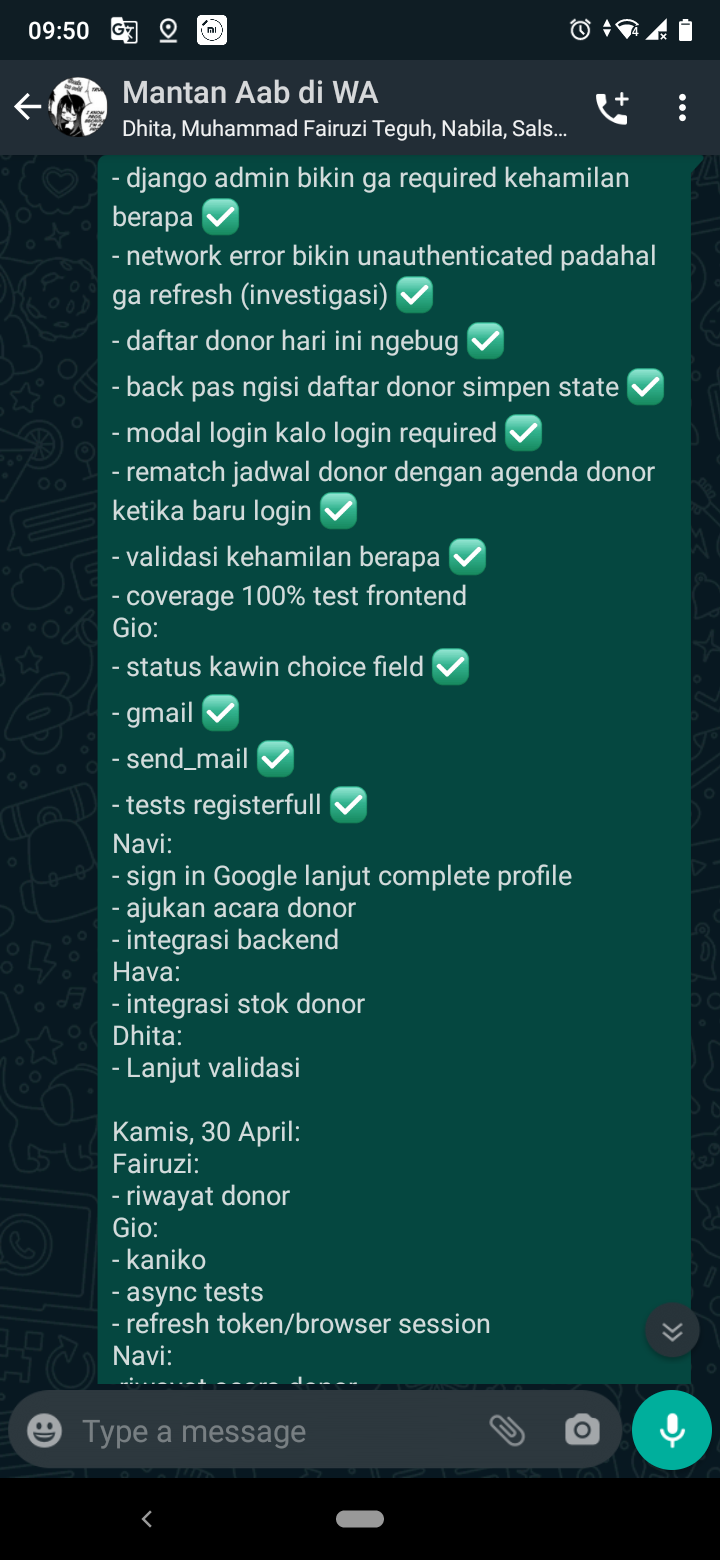 09:50
Mantan Aab di WA
Dhita, Muhammad Fairuzi Teguh, Nabila, Sals...
- django admin bikin ga required kehamilan
berapa ✅
- network error bikin unauthenticated padahal
ga refresh (investigasi) ✅
- daftar donor hari ini ngebug ✅
- back pas ngisi daftar donor simpen state ✅
- modal login kalo login required ✅
- rematch jadwal donor dengan agenda donor
ketika baru login ✅
- validasi kehamilan berapa ✅
- coverage 100% test frontend
Gio:
- status kawin choice field ✅
- gmail ✅
- send_mail ✅
- tests registerfull ✅
Navi:
- sign in Google lanjut complete profile
- ajukan acara donor
- integrasi backend
Hava:
- integrasi stok donor
Dhita:
- Lanjut validasi
Kamis, 30 April:
Fairuzi:
- riwayat donor
Gio:
- kaniko
- async tests
- refresh token/browser session
Navi:
Type a message